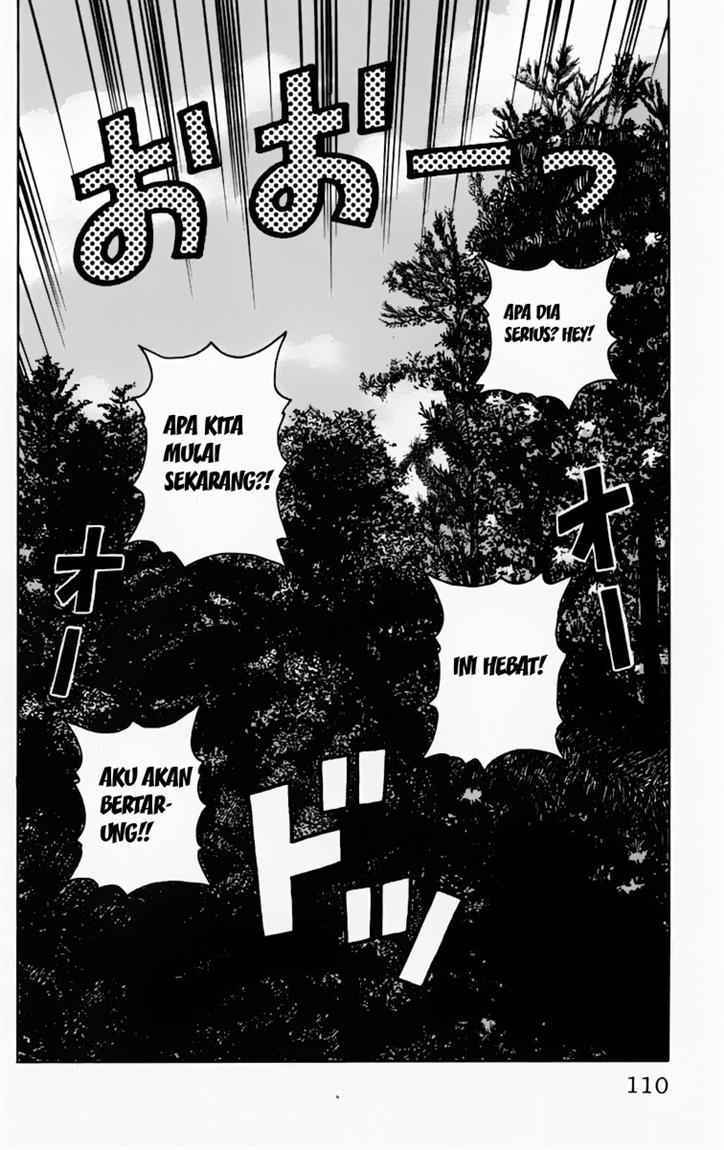 おおーっ
APA DIA
SERIUS? HEY!
APA KITA
MULAI
SEKARANG?!
オー
オー
INI HEBAT!
AKU AKAN
BERTAR-
UNG!!
ドドッ
110